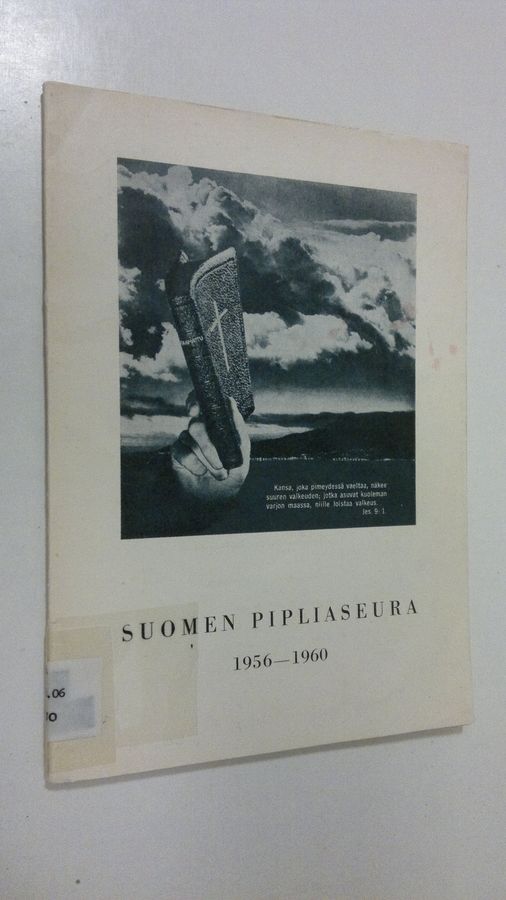 Kansa, joka pimeydessä vaeltaa, näkee
suuren valkeuden; jotka asuvat kuoleman
varjon maassa, niille loistaa valkeus.
Jes. 9:1
SUOMEN PIPLIASEURA
1956—1960
.06